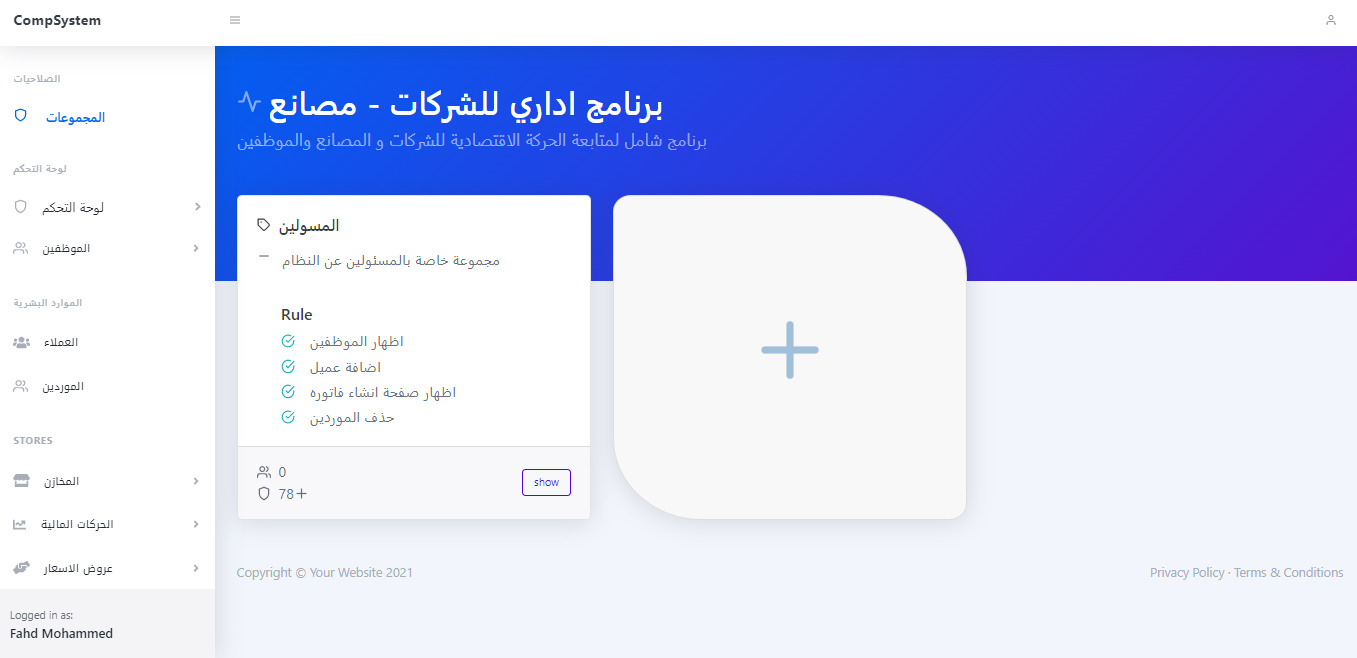 CompSystem
الصلاحيات
المجموعات
لوحة التحكم
لوحة التحكم
الموظفين
الموارد البشرية
العملاء
الموردين
STORES
المخازن
الحركات المالية
عروض الاسعار
Logged in as:
Fahd Mohammed
برنامج اداري للشركات - مصانع
برنامج شامل لمتابعة الحركة الاقتصادية للشركات و المصانع والموظفين
المسولين
مجموعة خاصة بالمسئولين عن النظام
Rule
اظهار الموظفين
اضافة عميل
اظهار صفحة انشاء فاتوره
حذف الموردين
0
78+
show
Copyright © Your Website 2021
Privacy Policy · Terms & Conditions